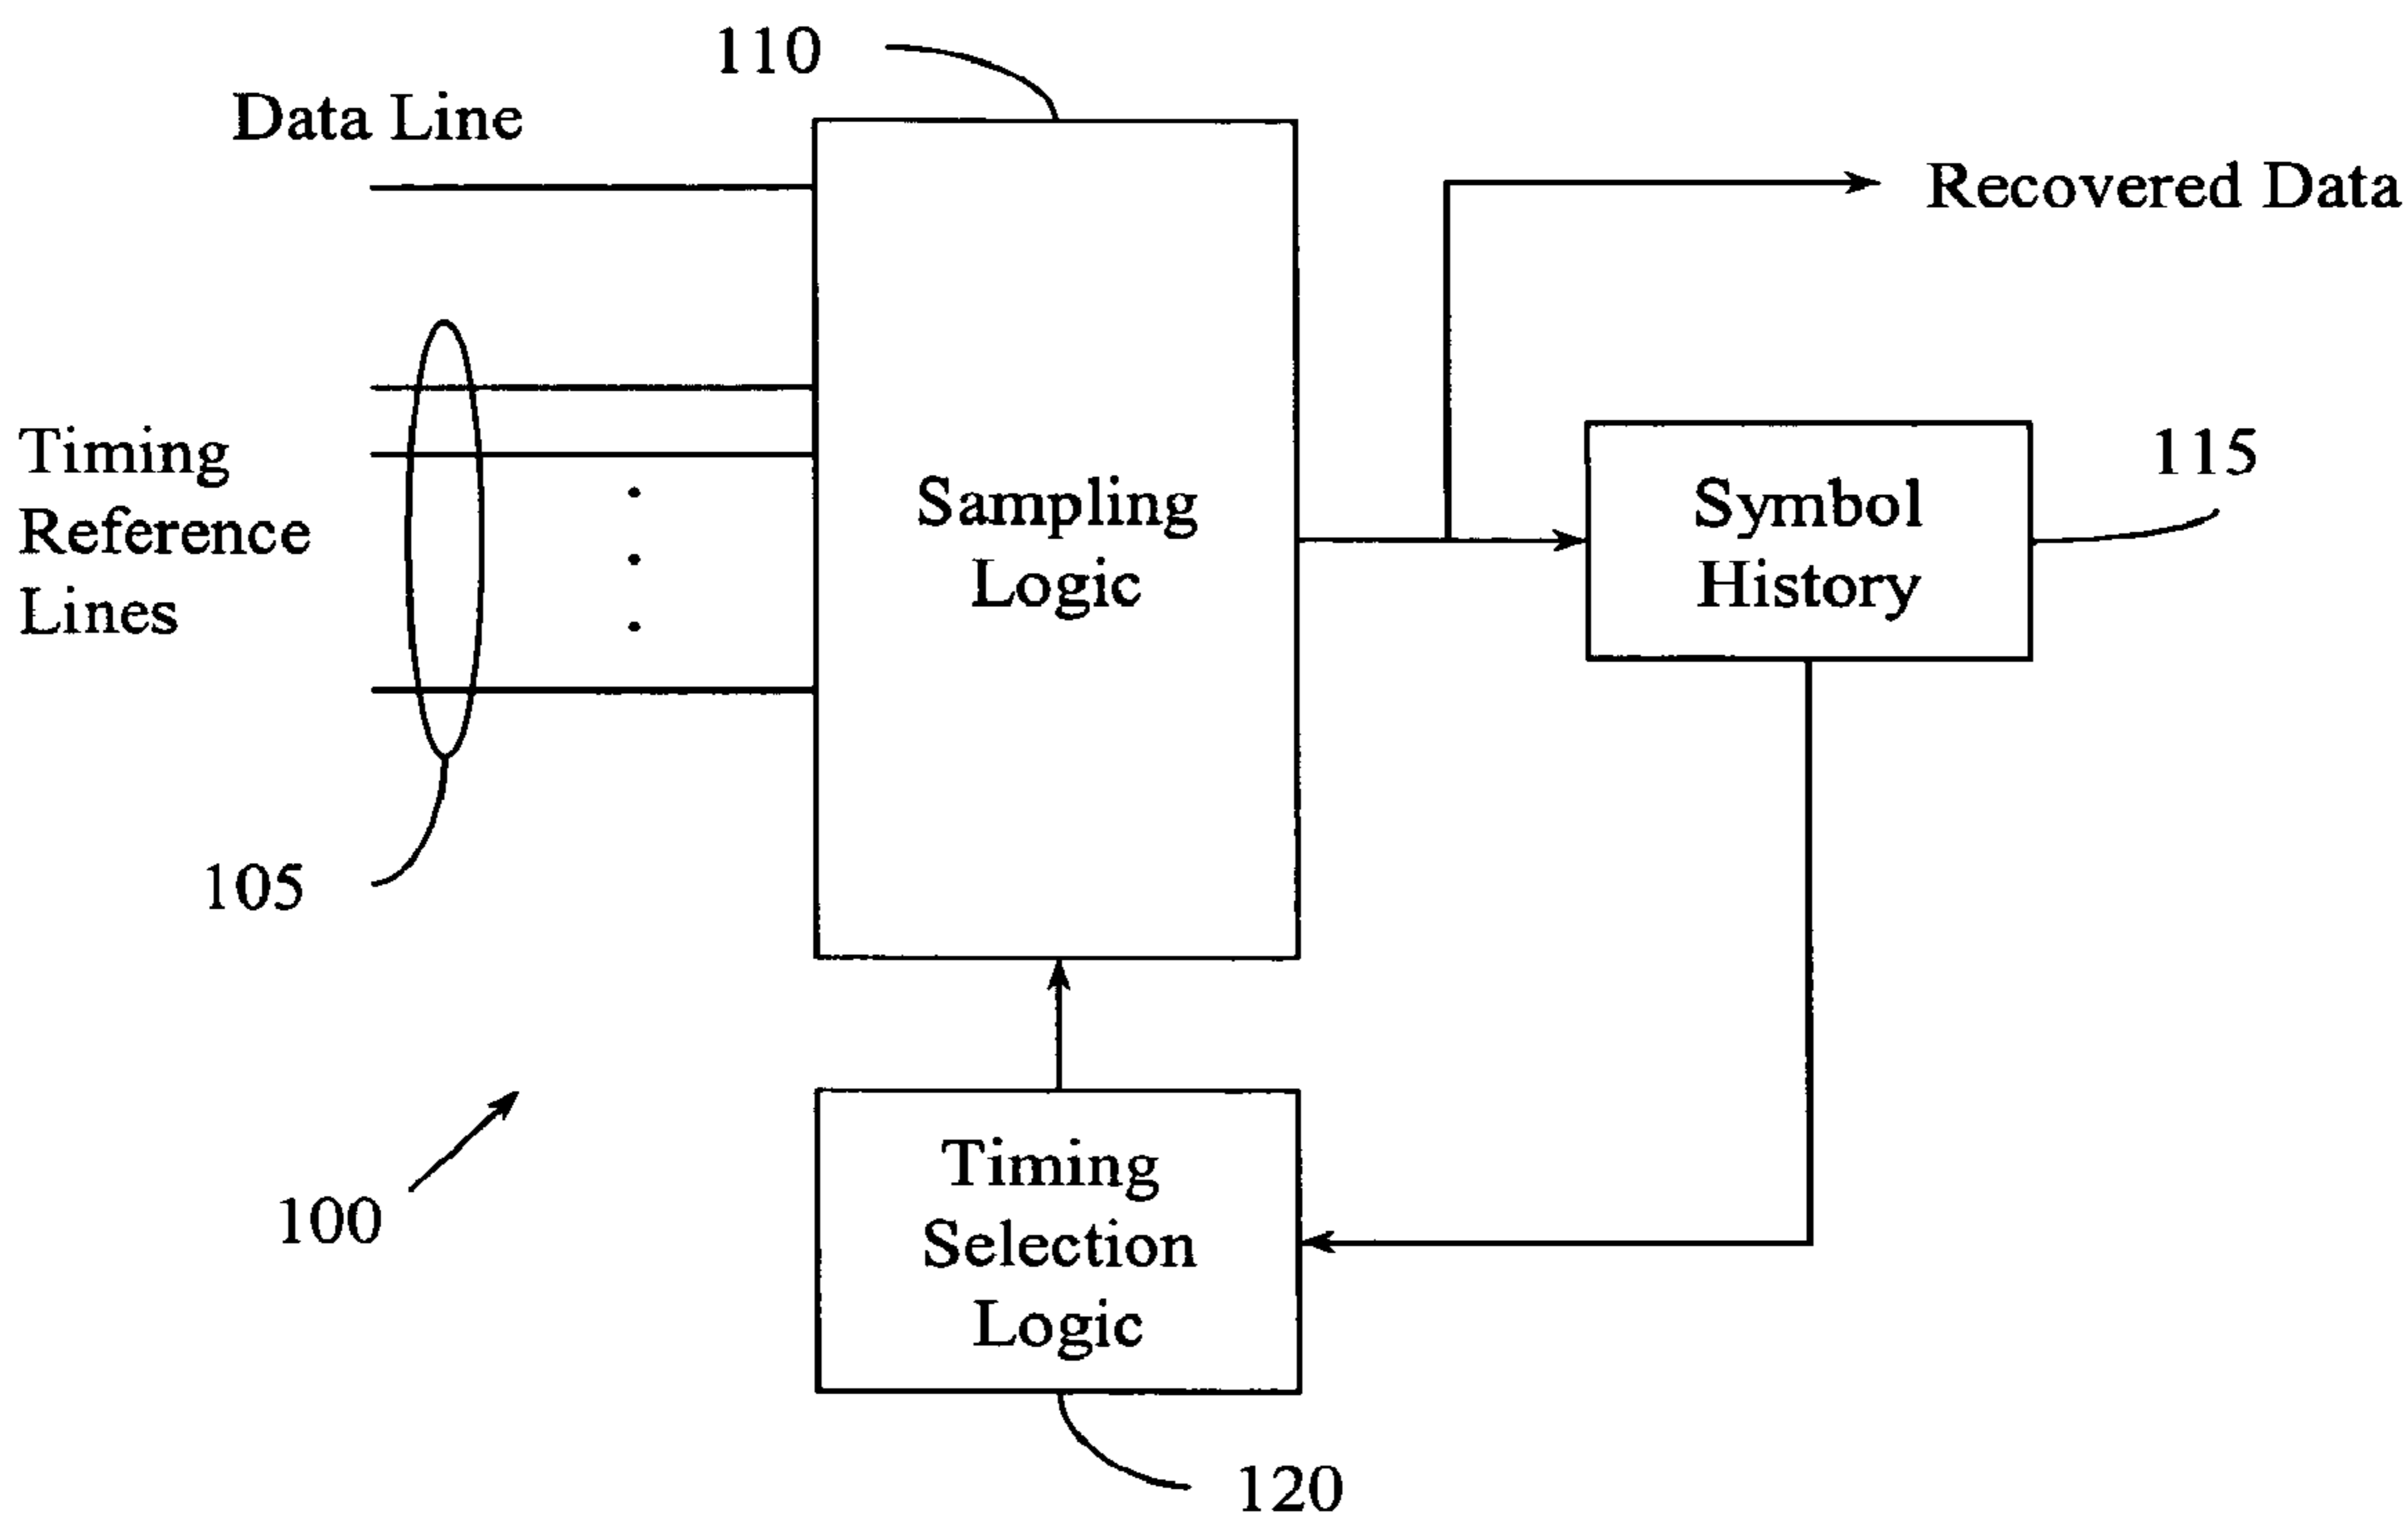 110
Data Line
Recovered Data
Timing
Reference
Lines
Sampling
Logic
Symbol
History
115
105
100
Timing
Selection
Logic
120